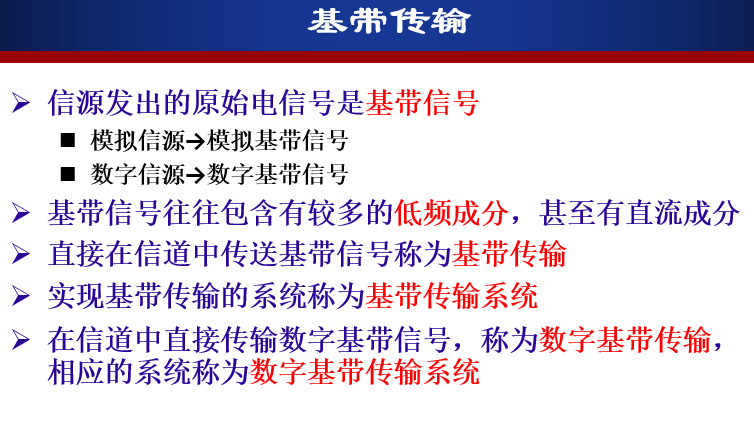 基带传输
➢ 信源发出的原始电信号是基带信号
■ 模拟信源→模拟基带信号
■ 数字信源→数字基带信号
➢ 基带信号往往包含有较多的低频成分，甚至有直流成分
➢ 直接在信道中传送基带信号称为基带传输
➢ 实现基带传输的系统称为基带传输系统
➢ 在信道中直接传输数字基带信号，称为数字基带传输，
相应的系统称为数字基带传输系统